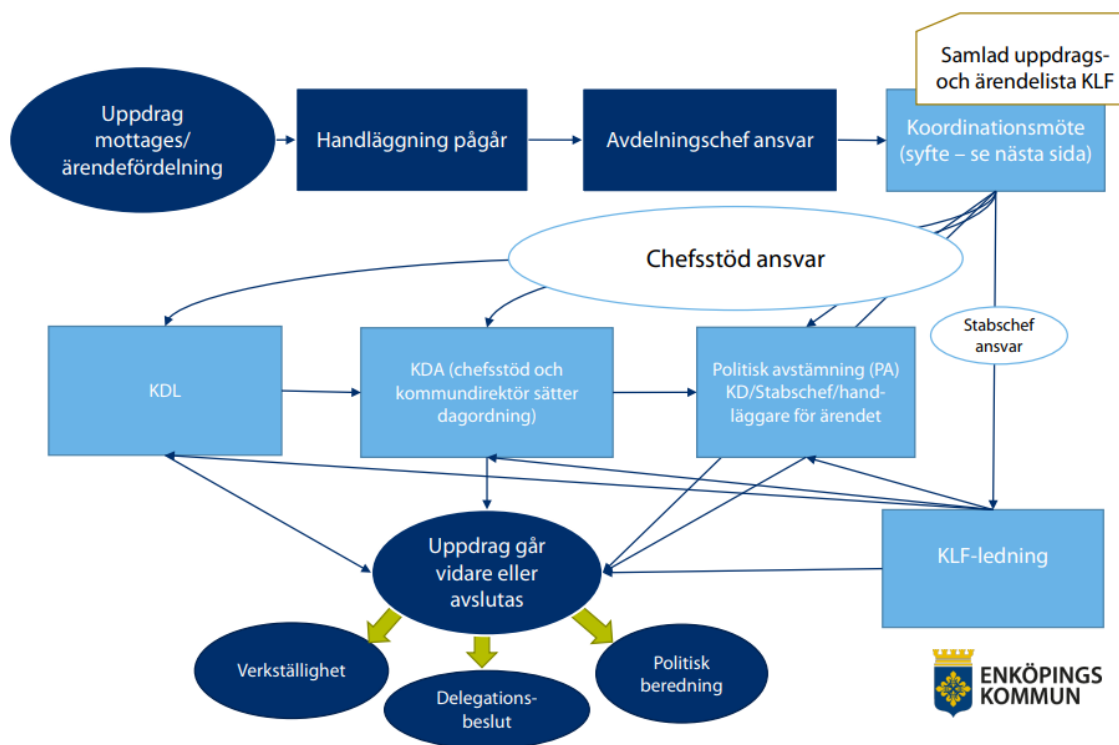 Samlad uppdrags-
och ärendelista KLF
Uppdrag
mottages/
ärendefördelning
Handläggning pågår
Avdelningschef ansvar
Koordinationsmöte
(syfte – se nästa sida)
Chefsstöd ansvar
Stabschef
ansvar
KDL
KDA (chefsstöd och
kommundirektör sätter
dagordning)
Politisk avstämning (PA)
KD/Stabschef/hand-
läggare för ärendet
KLF-ledning
Uppdrag går
vidare eller
avslutas
Verkställighet
Delegations-
beslut
Politisk
beredning
ENKÖPINGS
KOMMUN